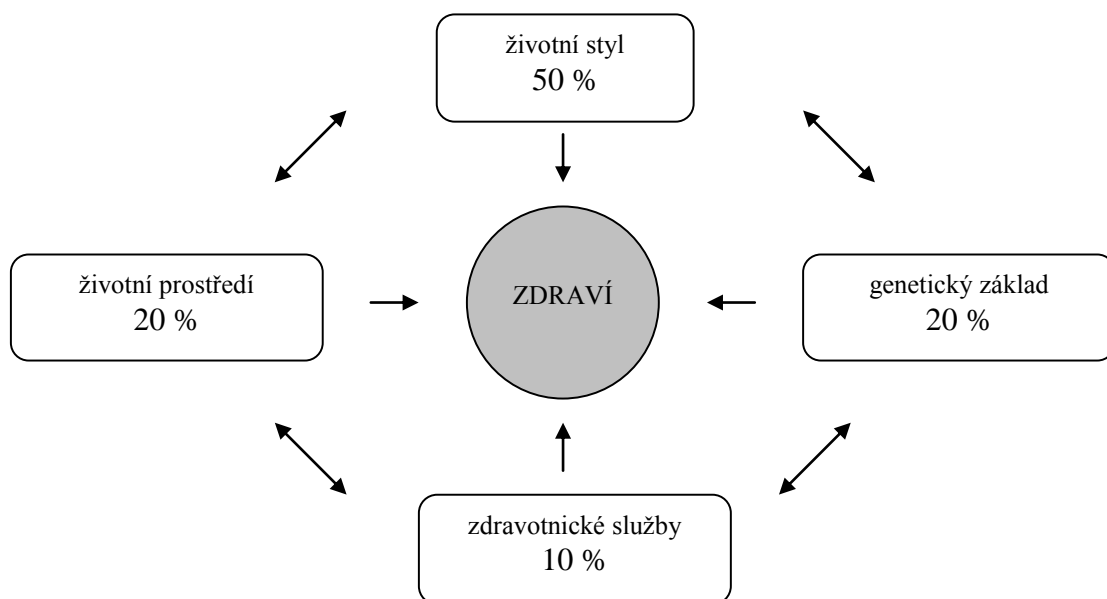 životní styl
50 %
životní prostředí
20 %
ZDRAVÍ
genetický základ
20 %
zdravotnické služby
10 %